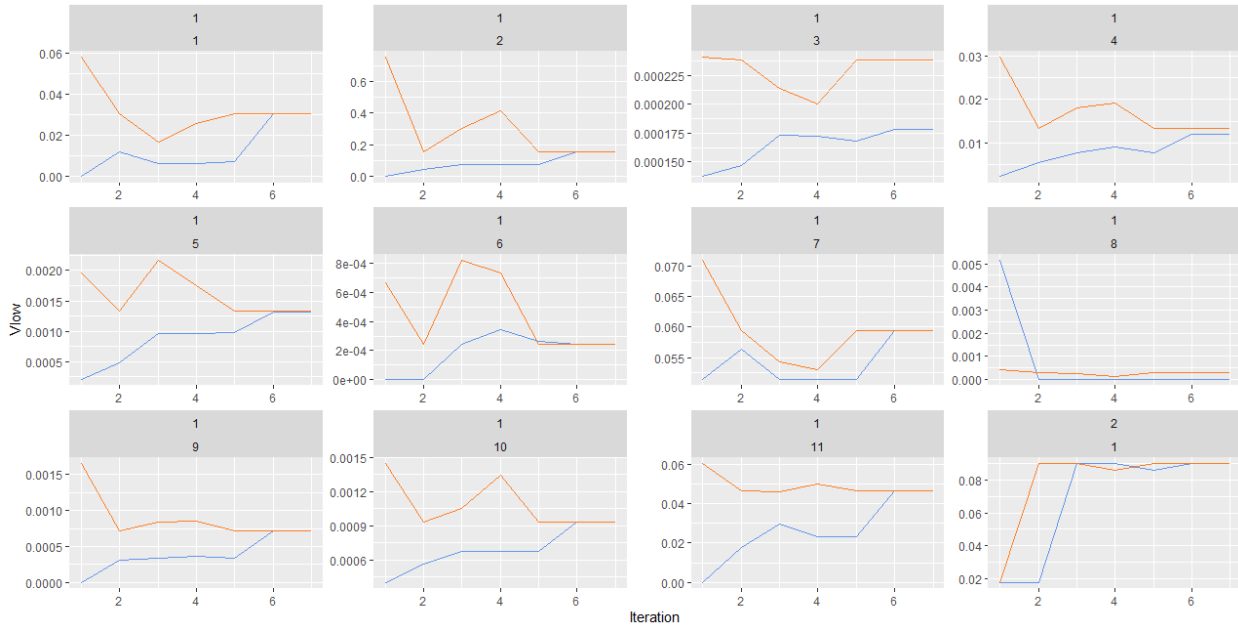 1 1 1 1
1 2 3 4
0.06
0.04
0.02
0.00
0.6
0.4
0.2
0.0
0.000225
0.000200
0.000175
0.000150
0.03
0.02
0.01
2 4 6 2 4 6 2 4 6 2 4 6
1 1 1 1
5 6 7 8
0.0020
0.0015
0.0010
0.0005
8e-04
6e-04
4e-04
2e-04
0e+00
0.070
0.065
0.060
0.055
0.005
0.004
0.003
0.002
0.001
0.000
Vlow
2 4 6 2 4 6 2 4 6 2 4 6
1 1 1 2
9 10 11 1
0.0015
0.0010
0.0005
0.0000
0.0015
0.0012
0.0009
0.0006
0.06
0.04
0.02
0.00
0.08
0.06
0.04
0.02
2 4 6 2 4 6 2 4 6 2 4 6
Iteration